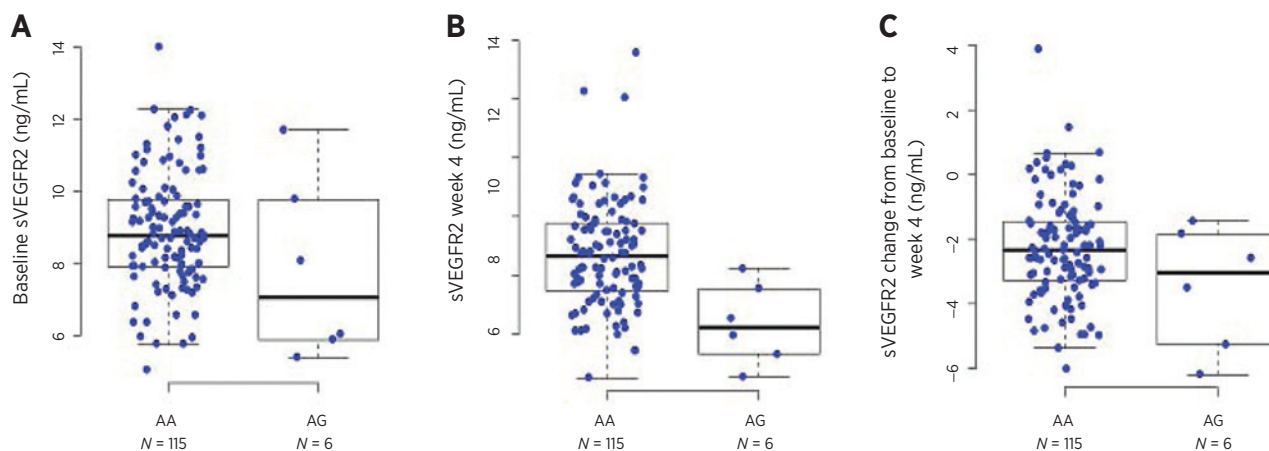 A
Baseline sVEGFR2 (ng/mL)
14
12
10
8
6
AA
N = 115
AG
N = 6
B
sVEGFR2 week 4 (ng/mL)
14
12
10
8
6
AA
N = 115
AG
N = 6
C
sVEGFR2 change from baseline to
week 4 (ng/mL)
4
2
0
−2
−4
−6
AA
N = 115
AG
N = 6